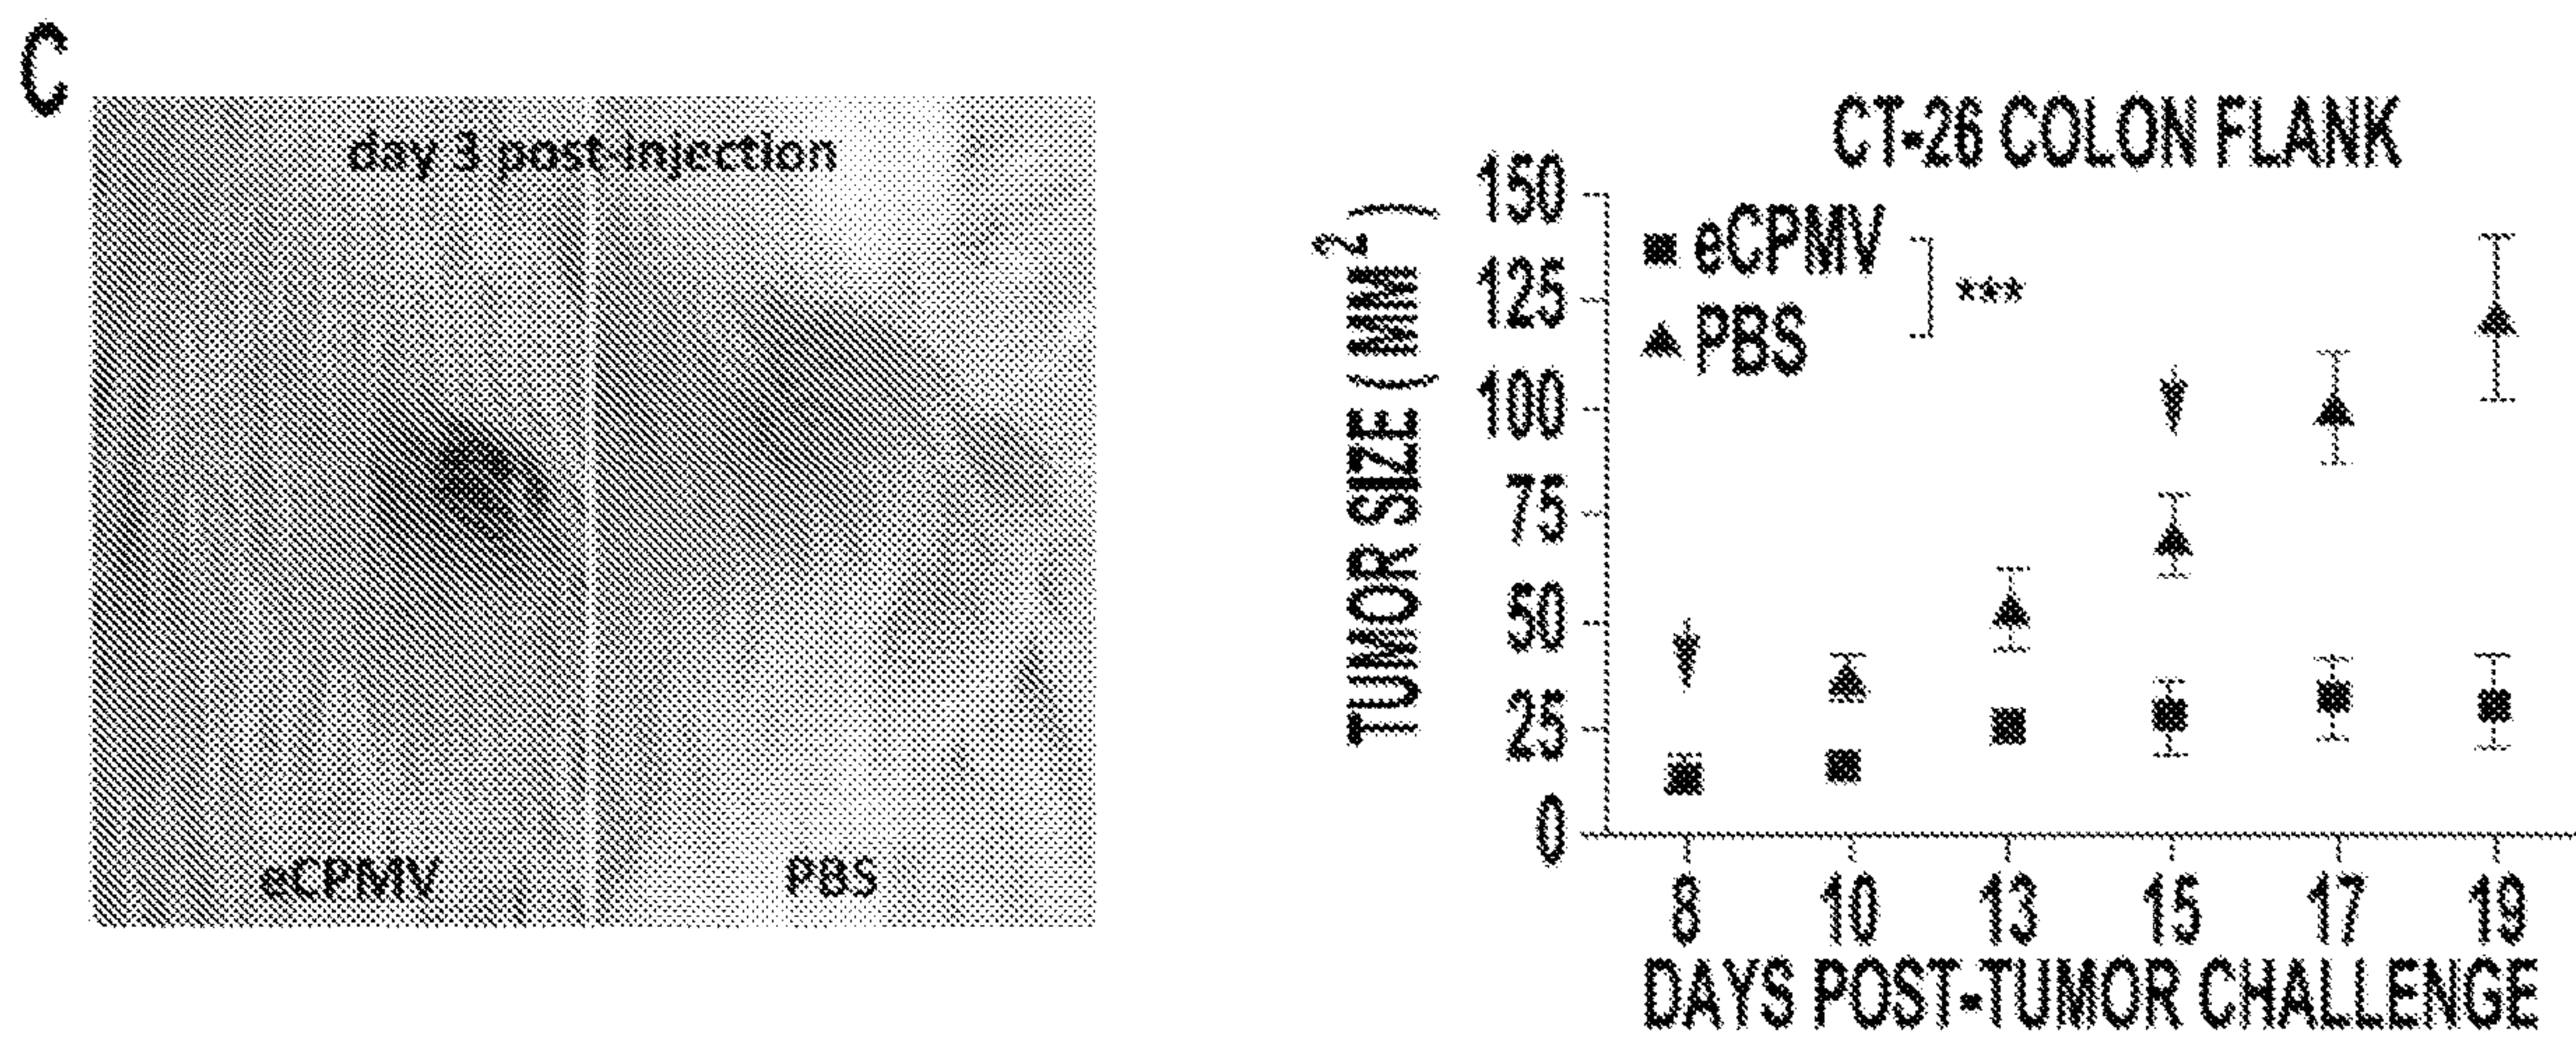 C
day 3 post-injection
eCPMV
PBS
CT-26 COLON FLANK
TUMOR SIZE (MM²)
150
125
100
75
50
25
0
eCPMV
PBS
***
8 10 13 15 17 19
DAYS POST-TUMOR CHALLENGE